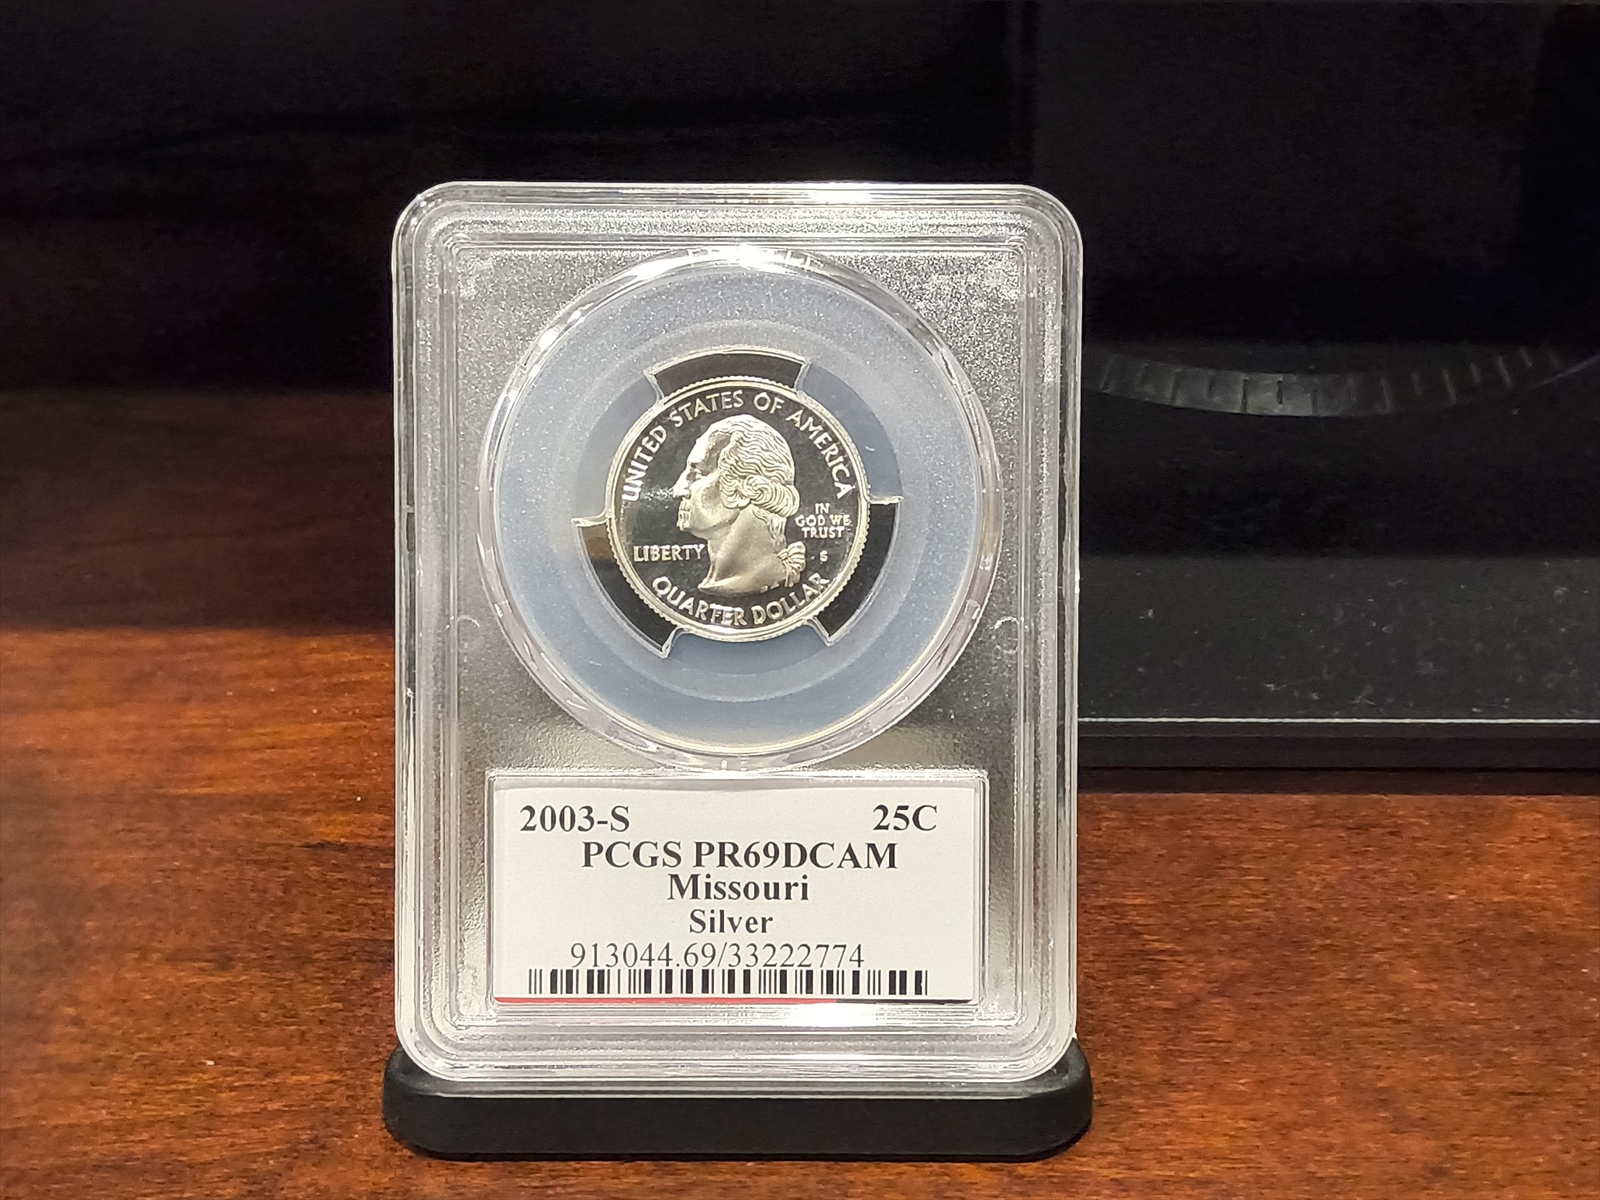 UNITED STATES OF AMERICA
IN
GOD WE
TRUST
LIBERTY
S
QUARTER DOLLAR
2003-S 25C
PCGS PR69DCAM
Missouri
Silver
913044.69/33222774